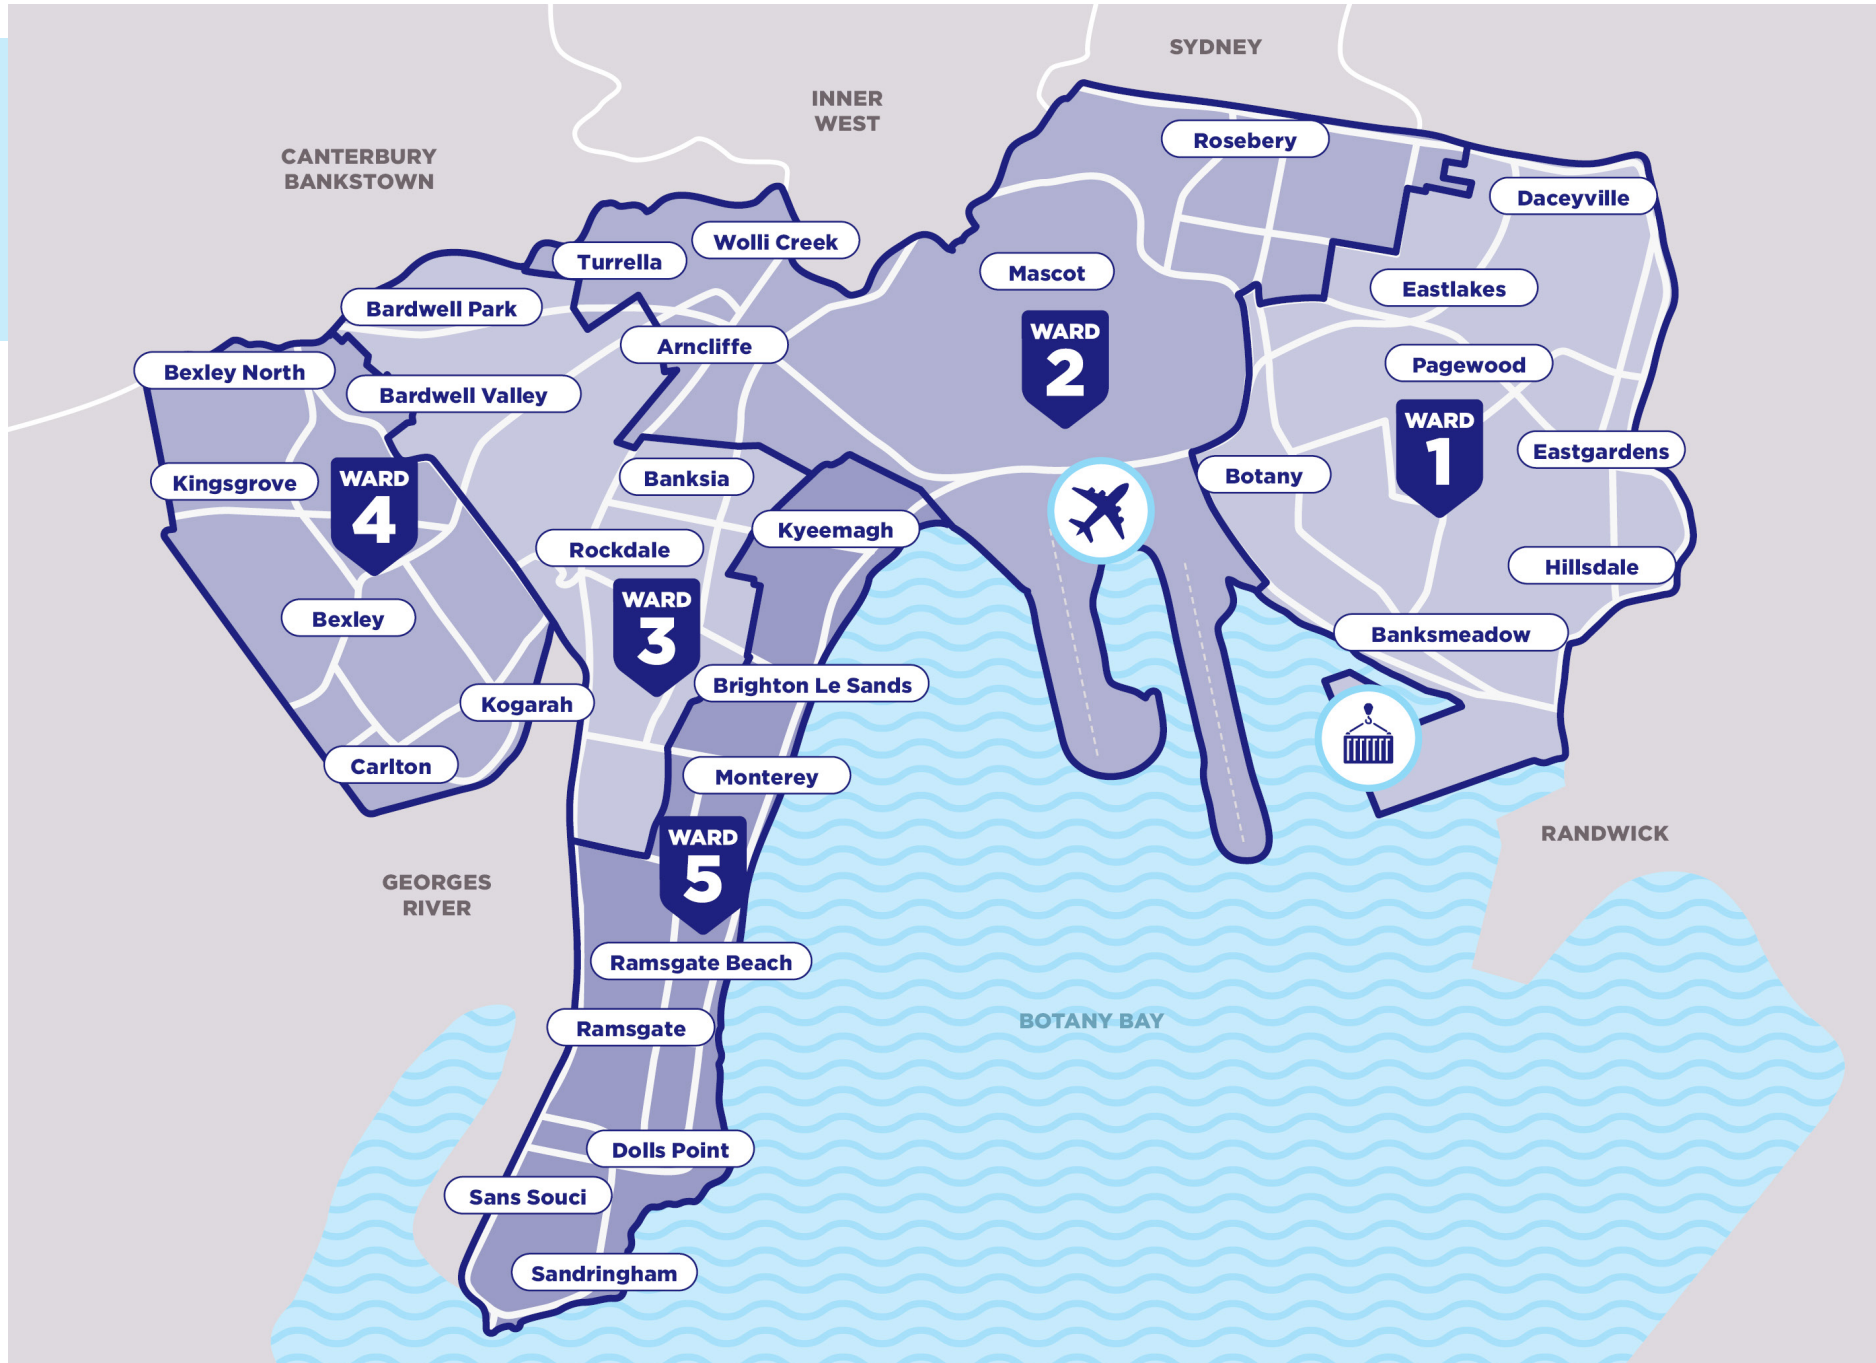 SYDNEY
INNER
WEST
CANTERBURY
BANKSTOWN
Rosebery
Daceyville
Wolli Creek
Turrella
Mascot
Eastlakes
Bardwell Park
WARD
2
Arncliffe
Pagewood
Bexley North
Bardwell Valley
WARD
1
Eastgardens
Kingsgrove
WARD
4
Banksia
Botany
Kyeemagh
Rockdale
Hillsdale
WARD
3
Bexley
Banksmeadow
Brighton Le Sands
Kogarah
Carlton
Monterey
WARD
5
RANDWICK
GEORGES
RIVER
Ramsgate Beach
BOTANY BAY
Ramsgate
Dolls Point
Sans Souci
Sandringham